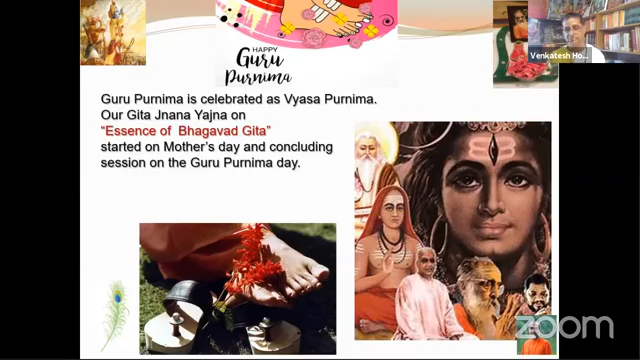 HAPPY
Guru
Purnima
Guru Purnima is celebrated as Vyasa Purnima.
Our Gita Jnana Yajna on
“Essence of Bhagavad Gita”
started on Mother’s day and concluding
session on the Guru Purnima day.
Venkatesh Ho...
zoom